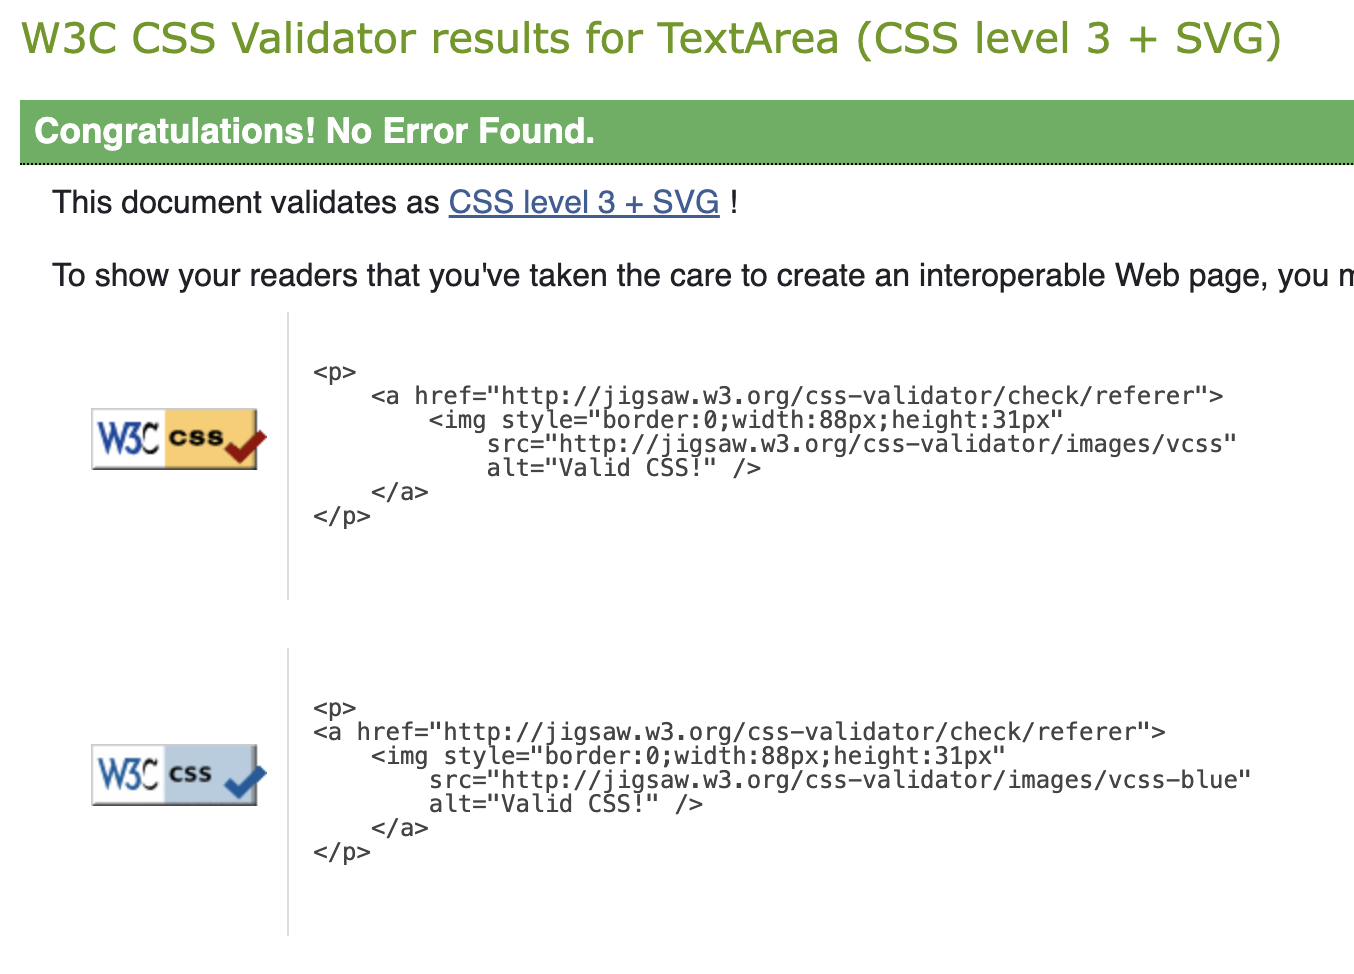 W3C CSS Validator results for TextArea (CSS level 3 + SVG)
Congratulations! No Error Found.
This document validates as CSS level 3 + SVG !
To show your readers that you've taken the care to create an interoperable Web page, you
<p>
    <a href="http://jigsaw.w3.org/css-validator/check/referer">
W3C css
        <img style="border:0;width:88px;height:31px"
            src="http://jigsaw.w3.org/css-validator/images/vcss"
            alt="Valid CSS!" />
    </a>
</p>
<p>
<a href="http://jigsaw.w3.org/css-validator/check/referer">
W3C css
    <img style="border:0;width:88px;height:31px"
        src="http://jigsaw.w3.org/css-validator/images/vcss-blue"
        alt="Valid CSS!" />
    </a>
</p>